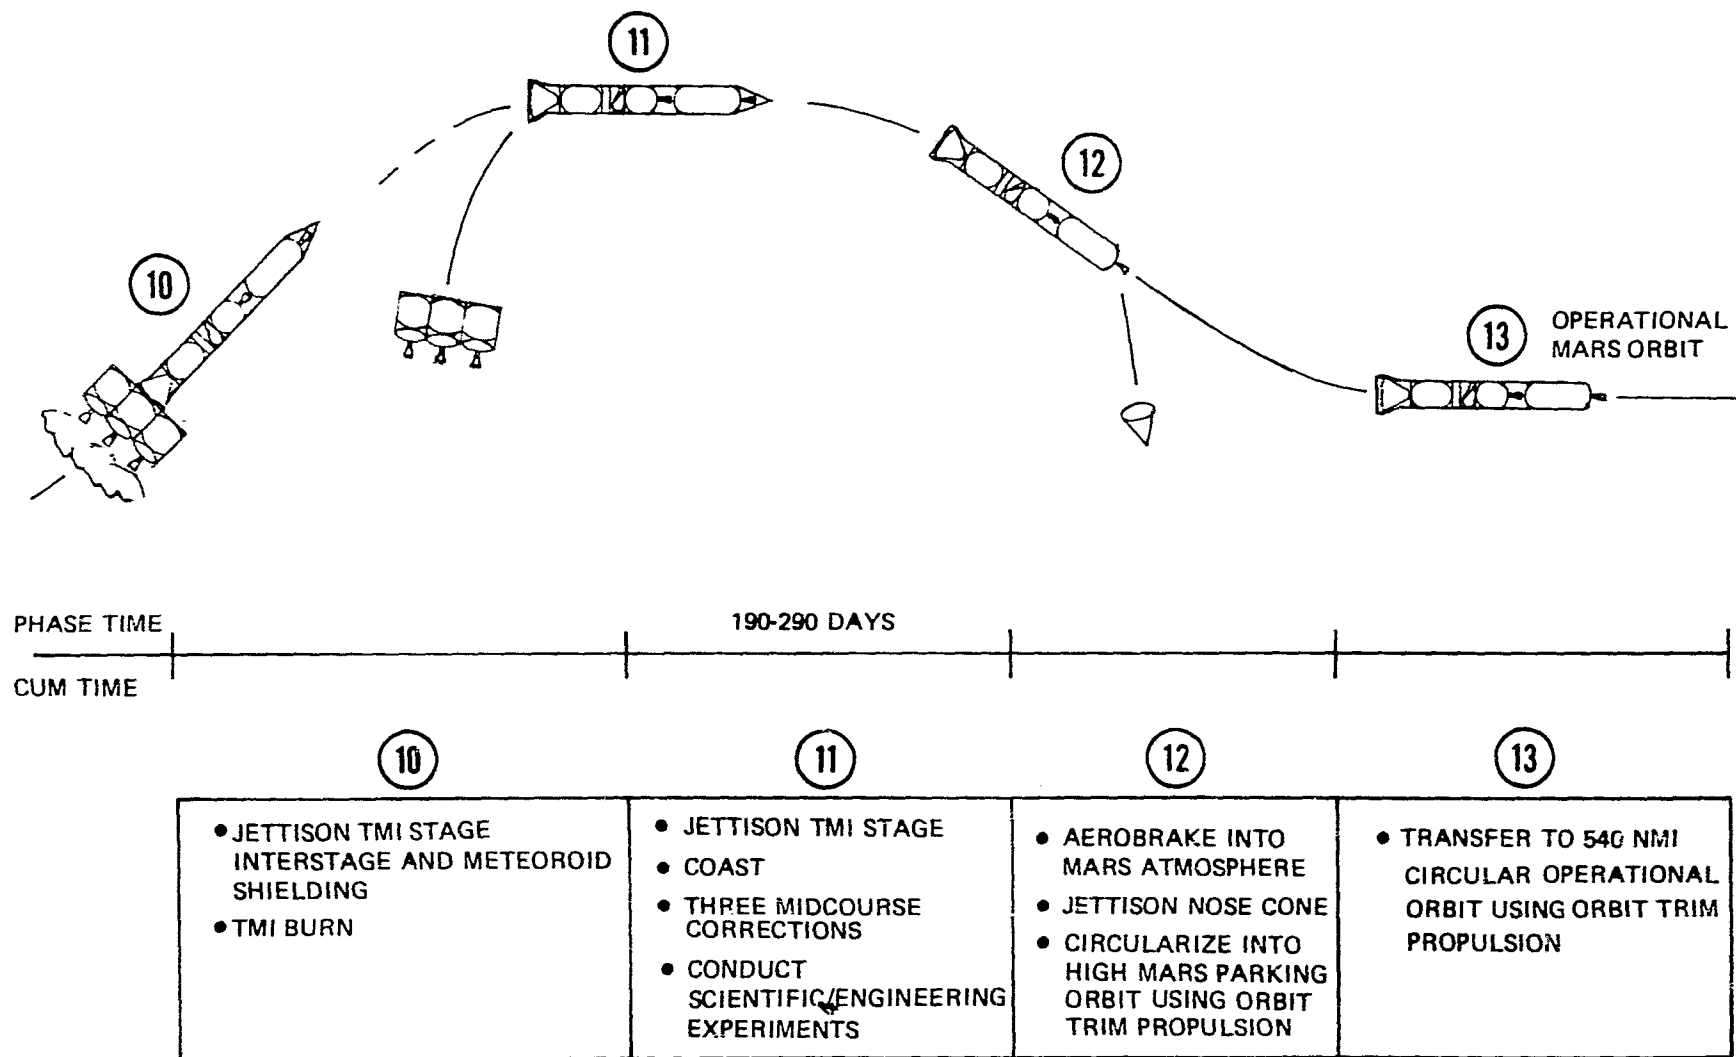 11
12
10
13
OPERATIONAL
MARS ORBIT
PHASE TIME
190-290 DAYS
CUM TIME
10
11
12
13
• JETTISON TMI STAGE
INTERSTAGE AND METEOROID
SHIELDING
• TMI BURN
• JETTISON TMI STAGE
• COAST
• THREE MIDCOURSE
CORRECTIONS
• CONDUCT
SCIENTIFIC/ENGINEERING
EXPERIMENTS
• AEROBRAKE INTO
MARS ATMOSPHERE
• JETTISON NOSE CONE
• CIRCULARIZE INTO
HIGH MARS PARKING
ORBIT USING ORBIT
TRIM PROPULSION
• TRANSFER TO 540 NMI
CIRCULAR OPERATIONAL
ORBIT USING ORBIT TRIM
PROPULSION